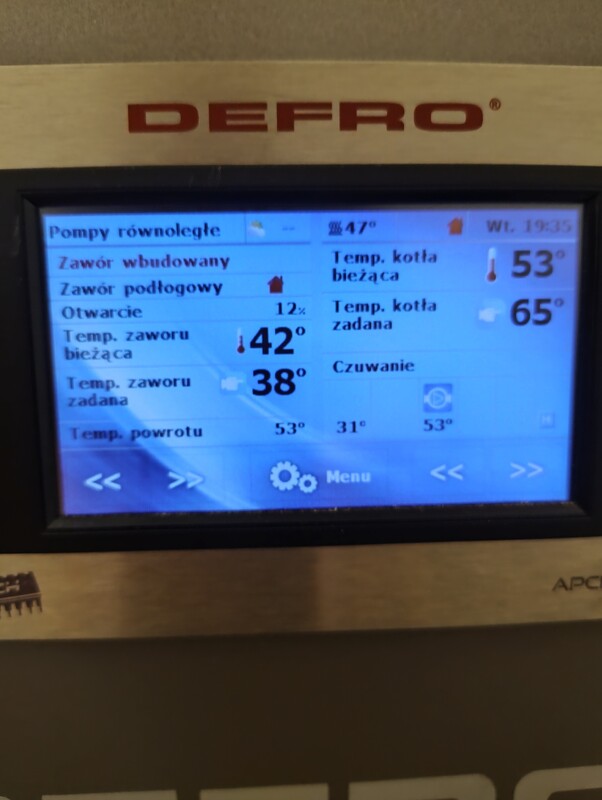 DEFRO®
Pompy równoległe -- 47° Wt. 19:35
Zawór wbudowany
Zawór podłogowy
Otwarcie 12%
Temp. zaworu
bieżąca 42°
Temp. zaworu
zadana 38°
Temp. powrotu 53°
Temp. kotła
bieżąca 53°
Temp. kotła
zadana 65°
Czuwanie
31° 53°
<< >> Menu << >>